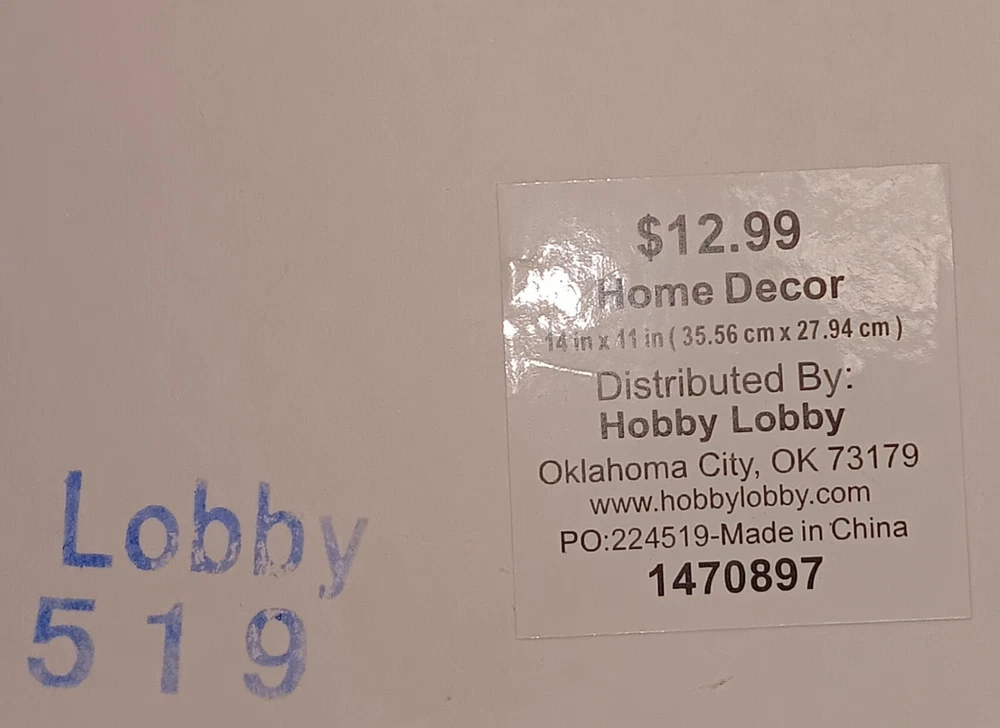 $12.99
Home Decor
14 in x 11 in ( 35.56 cm x 27.94 cm )
Distributed By:
Hobby Lobby
Oklahoma City, OK 73179
www.hobbylobby.com
PO:224519-Made in China
1470897
Lobby
519